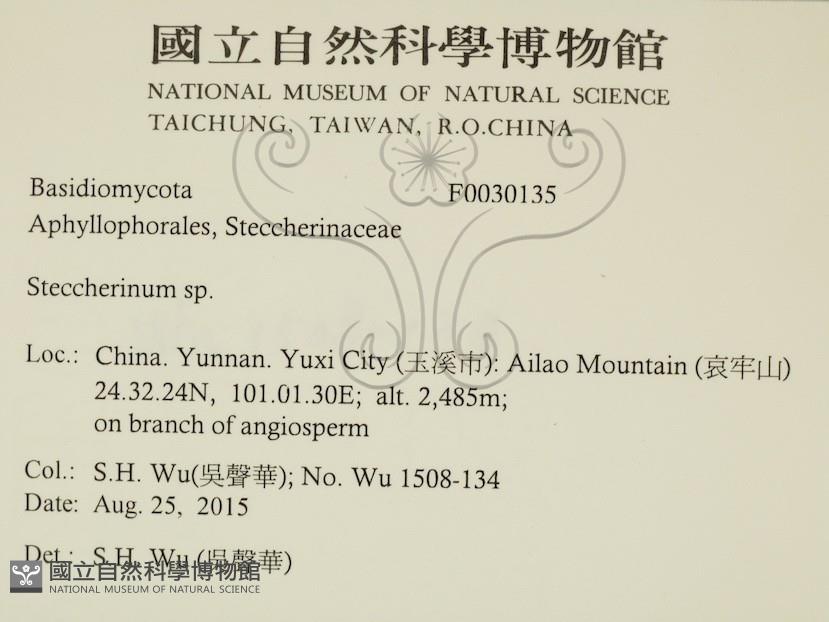 國立自然科學博物館
NATIONAL MUSEUM OF NATURAL SCIENCE
TAICHUNG, TAIWAN, R.O.CHINA
Basidiomycota F0030135
Aphyllophorales, Steccherinaceae
Steccherinum sp.
Loc.: China. Yunnan. Yuxi City (玉溪市): Ailao Mountain (哀牢山)
24.32.24N, 101.01.30E; alt. 2,485m;
on branch of angiosperm
Col.: S.H. Wu(吳聲華); No. Wu 1508-134
Date: Aug. 25, 2015
Det.: S.H. Wu (吳聲華)
國立自然科學博物館
NATIONAL MUSEUM OF NATURAL SCIENCE